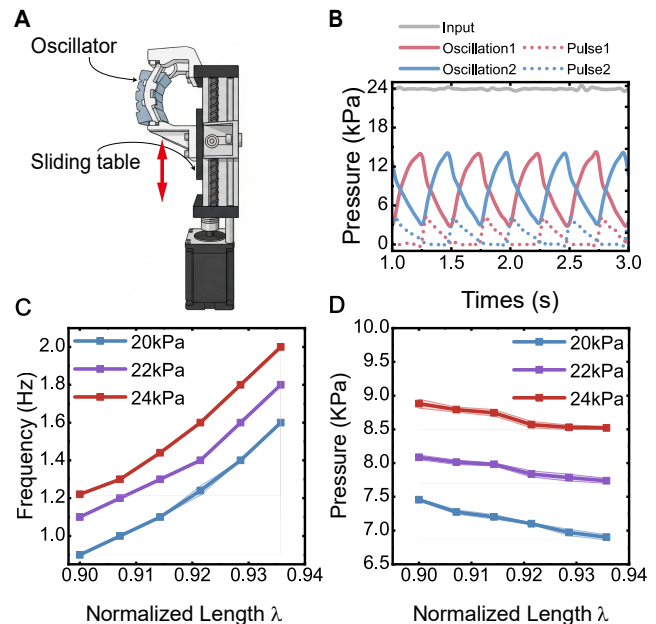 A
Oscillator
Sliding table
B
Input
Oscillation1
Pulse1
Oscillation2
Pulse2
Pressure (kPa)
24
18
12
6
0
1.0
1.5
2.0
2.5
3.0
Times (s)
C
20kPa
22kPa
24kPa
Frequency (Hz)
2.0
1.8
1.6
1.4
1.2
1.0
0.90
0.91
0.92
0.93
0.94
Normalized Length λ
D
20kPa
22kPa
24kPa
Pressure (KPa)
10.0
9.5
9.0
8.5
8.0
7.5
7.0
6.5
0.90
0.91
0.92
0.93
0.94
Normalized Length λ